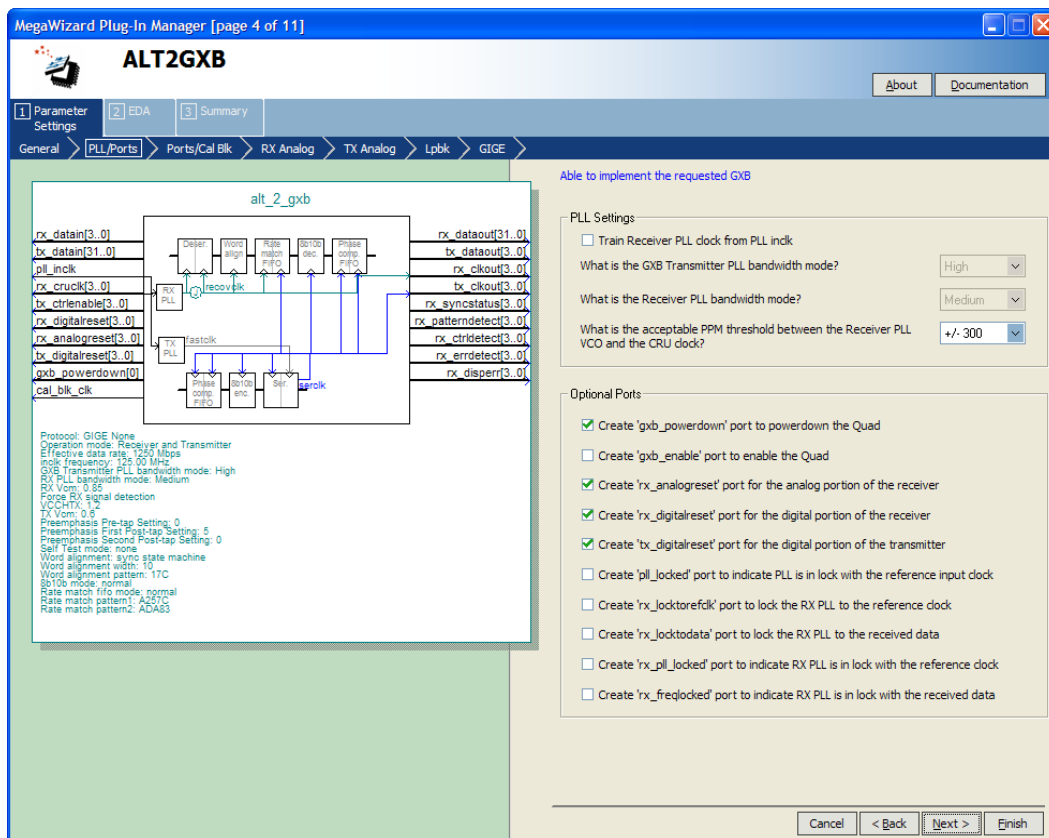 MegaWizard Plug-In Manager [page 4 of 11]
ALT2GXB
About
Documentation
1 Parameter Settings
2 EDA
3 Summary
General
PLL/Ports
Ports/Cal Blk
RX Analog
TX Analog
Lpbk
GIGE
alt_2_gxb
rx_datain[3..0]
tx_datain[31..0]
pll_inclk
rx_cruclk[3..0]
tx_ctrlenable[3..0]
rx_digitalreset[3..0]
rx_analogreset[3..0]
tx_digitalreset[3..0]
gxb_powerdown[0]
cal_blk_clk
Deser.
Word align
Rate match FIFO
8b10b dec.
Phase comp. FIFO
RX PLL
recovclk
TX PLL
fastclk
Phase comp. FIFO
8b10b enc.
Ser.
serclk
rx_dataout[31..0]
tx_dataout[3..0]
rx_clkout[3..0]
tx_clkout[3..0]
rx_syncstatus[3..0]
rx_patterndetect[3..0]
rx_ctrldetect[3..0]
rx_errdetect[3..0]
rx_disperr[3..0]
Protocol: GIGE None
Operation mode: Receiver and Transmitter
Effective data rate: 1250 Mbps
inclk frequency: 125.00 MHz
GXB Transmitter PLL bandwidth mode: High
RX PLL bandwidth mode: Medium
RX Vcm: 0.85
Force RX signal detection
VCCHTX: 1.2
TX Vcm: 0.6
Preemphasis Pre-tap Setting: 0
Preemphasis First Post-tap Setting: 5
Preemphasis Second Post-tap Setting: 0
Self Test mode: none
Word alignment: sync state machine
Word alignment width: 10
Word alignment pattern: 17C
8b10b mode: normal
Rate match fifo mode: normal
Rate match pattern1: A257C
Rate match pattern2: ADA83
Able to implement the requested GXB
PLL Settings
Train Receiver PLL clock from PLL inclk
What is the GXB Transmitter PLL bandwidth mode?
High
What is the Receiver PLL bandwidth mode?
Medium
What is the acceptable PPM threshold between the Receiver PLL
VCO and the CRU clock?
+/- 300
Optional Ports
Create 'gxb_powerdown' port to powerdown the Quad
Create 'gxb_enable' port to enable the Quad
Create 'rx_analogreset' port for the analog portion of the receiver
Create 'rx_digitalreset' port for the digital portion of the receiver
Create 'tx_digitalreset' port for the digital portion of the transmitter
Create 'pll_locked' port to indicate PLL is in lock with the reference input clock
Create 'rx_locktorefclk' port to lock the RX PLL to the reference clock
Create 'rx_locktodata' port to lock the RX PLL to the received data
Create 'rx_pll_locked' port to indicate RX PLL is in lock with the reference clock
Create 'rx_freqlocked' port to indicate RX PLL is in lock with the received data
Cancel
< Back
Next >
Finish